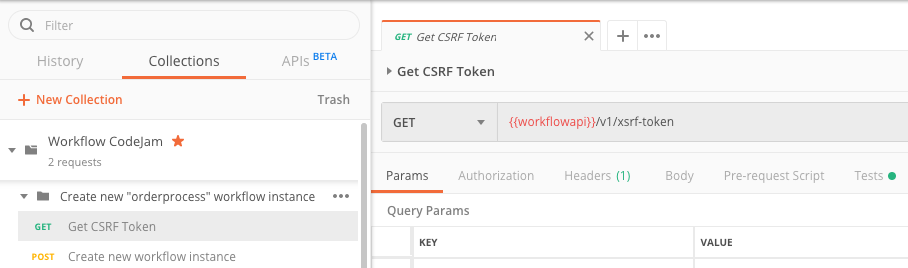 Filter
History Collections APIs BETA
+ New Collection Trash
Workflow CodeJam
2 requests
Create new "orderprocess" workflow instance •••
GET Get CSRF Token
POST Create new workflow instance
GET Get CSRF Token × + •••
Get CSRF Token
GET {{workflowapi}}/v1/xsrf-token
Params Authorization Headers (1) Body Pre-request Script Tests
Query Params
KEY VALUE